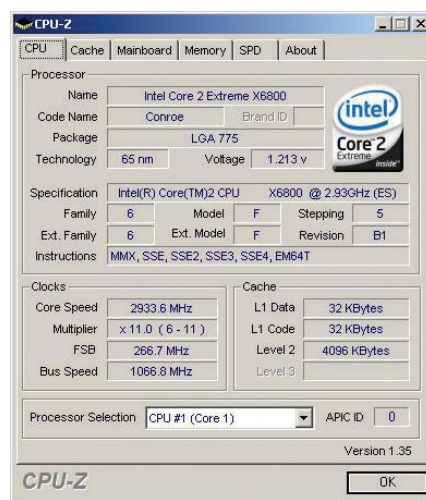 CPU-Z
CPU Cache Mainboard Memory SPD About
Processor
Name Intel Core 2 Extreme X6800
Code Name Conroe Brand ID
Package LGA 775
Technology 65 nm Voltage 1.213 v
intel
Core 2
Extreme inside
Specification Intel(R) Core(TM)2 CPU X6800 @ 2.93GHz (ES)
Family 6 Model F Stepping 5
Ext. Family 6 Ext. Model F Revision B1
Instructions MMX, SSE, SSE2, SSE3, SSE4, EM64T
Clocks
Core Speed 2933.6 MHz
Multiplier x 11.0 ( 6 - 11 )
FSB 266.7 MHz
Bus Speed 1066.8 MHz
Cache
L1 Data 32 KBytes
L1 Code 32 KBytes
Level 2 4096 KBytes
Level 3
Processor Selection CPU #1 (Core 1) APIC ID 0
Version 1.35
CPU-Z OK